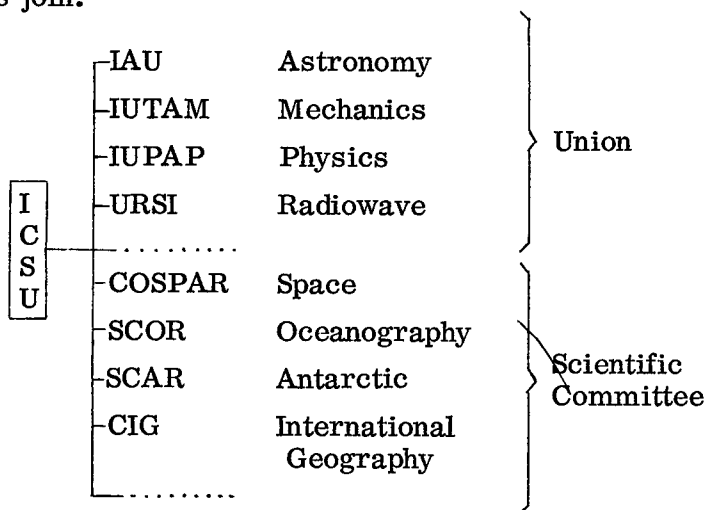 s join.
IAU Astronomy
IUTAM Mechanics
IUPAP Physics
URSI Radiowave
Union
ICSU
..........
COSPAR Space
SCOR Oceanography
SCAR Antarctic
CIG International
Geography
Scientific
Committee
..........